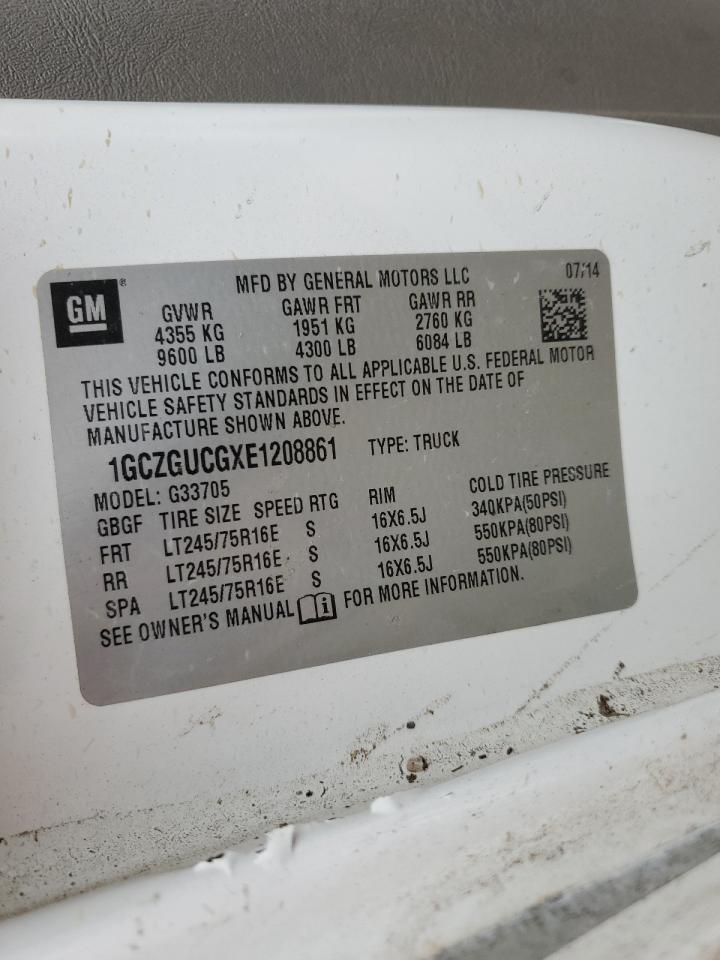 GM®
MFD BY GENERAL MOTORS LLC 07/14
GVWR GAWR FRT GAWR RR
4355 KG 1951 KG 2760 KG
9600 LB 4300 LB 6084 LB
THIS VEHICLE CONFORMS TO ALL APPLICABLE U.S. FEDERAL MOTOR
VEHICLE SAFETY STANDARDS IN EFFECT ON THE DATE OF
MANUFACTURE SHOWN ABOVE.
1GCZGUCGXE1208861 TYPE: TRUCK
MODEL: G33705
GBGF TIRE SIZE SPEED RTG RIM COLD TIRE PRESSURE
FRT LT245/75R16E S 16X6.5J 340KPA(50PSI)
RR LT245/75R16E S 16X6.5J 550KPA(80PSI)
SPA LT245/75R16E S 16X6.5J 550KPA(80PSI)
SEE OWNER'S MANUAL FOR MORE INFORMATION.